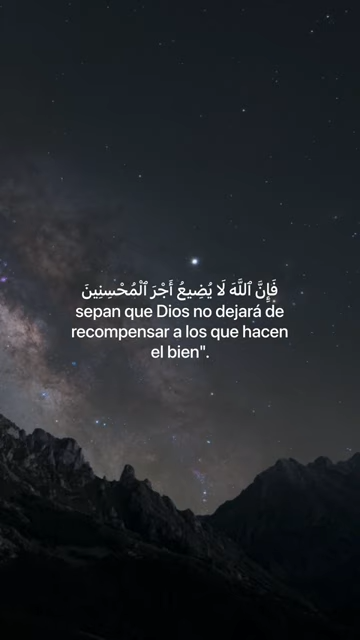 فَإِنَّ ٱللَّهَ لَا يُضِيعُ أَجْرَ ٱلْمُحْسِنِينَ
sepan que Dios no dejará de
recompensar a los que hacen
el bien".